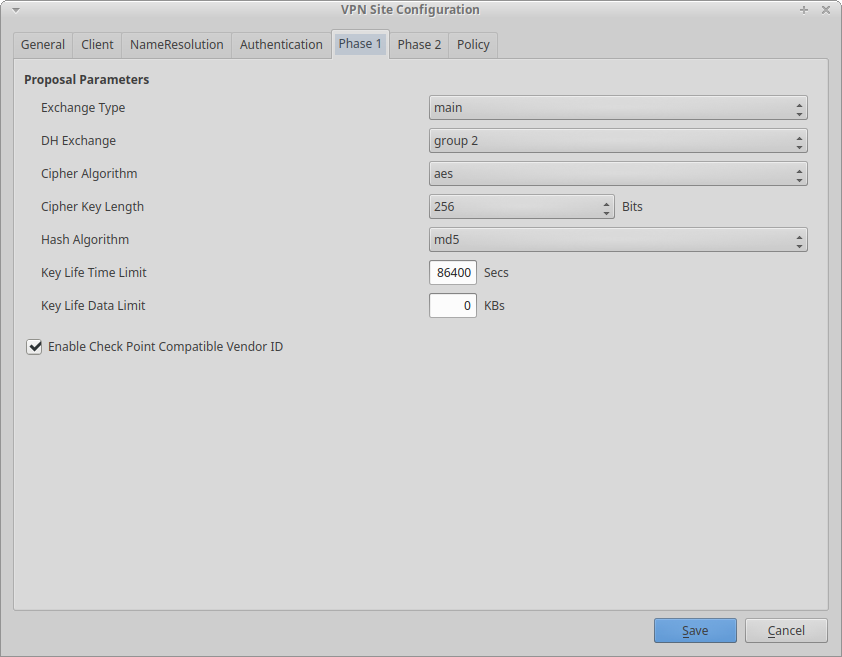 VPN Site Configuration
General Client NameResolution Authentication Phase 1 Phase 2 Policy
Proposal Parameters
Exchange Type main
DH Exchange group 2
Cipher Algorithm aes
Cipher Key Length 256 Bits
Hash Algorithm md5
Key Life Time Limit 86400 Secs
Key Life Data Limit 0 KBs
Enable Check Point Compatible Vendor ID
Save Cancel